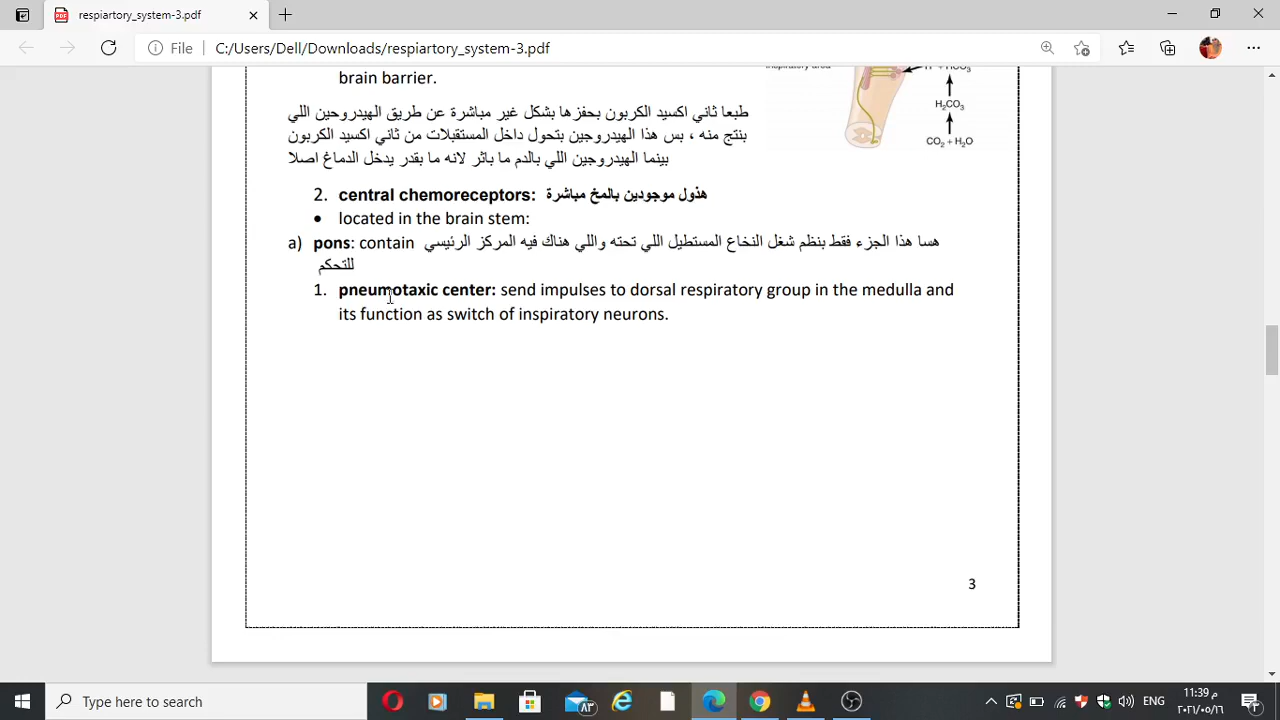 respiartory_system-3.pdf
File
C:/Users/Dell/Downloads/respiartory_system-3.pdf
brain barrier.
H₂CO₃
CO₂ + H₂O
طبعا ثاني اكسيد الكربون بحفزها بشكل غير مباشرة عن طريق الهيدروحين اللي
بنتج منه ، بس هذا الهيدروجين بتحول داخل المستقبلات من ثاني اكسيد الكربون
بينما الهيدروجين اللي بالدم ما باثر لانه ما بقدر يدخل الدماغ اصلا
2. central chemoreceptors: هذول موجودين بالمخ مباشرة
• located in the brain stem:
a) pons: contain هسا هذا الجزء فقط بنظم شغل النخاع المستطيل اللي تحته واللي هناك فيه المركز الرئيسي
للتحكم
1. pneumotaxic center: send impulses to dorsal respiratory group in the medulla and
its function as switch of inspiratory neurons.
3
Type here to search
٨٣
ENG
م 11:39
٢٠٢١/٠٥/٠٨